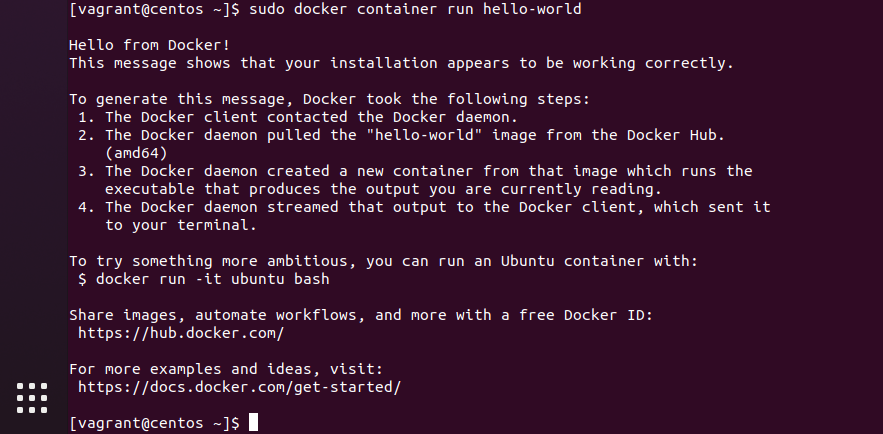 [vagrant@centos ~]$ sudo docker container run hello-world
Hello from Docker!
This message shows that your installation appears to be working correctly.
To generate this message, Docker took the following steps:
1. The Docker client contacted the Docker daemon.
2. The Docker daemon pulled the "hello-world" image from the Docker Hub.
(amd64)
3. The Docker daemon created a new container from that image which runs the
executable that produces the output you are currently reading.
4. The Docker daemon streamed that output to the Docker client, which sent it
to your terminal.
To try something more ambitious, you can run an Ubuntu container with:
$ docker run -it ubuntu bash
Share images, automate workflows, and more with a free Docker ID:
https://hub.docker.com/
For more examples and ideas, visit:
https://docs.docker.com/get-started/
[vagrant@centos ~]$